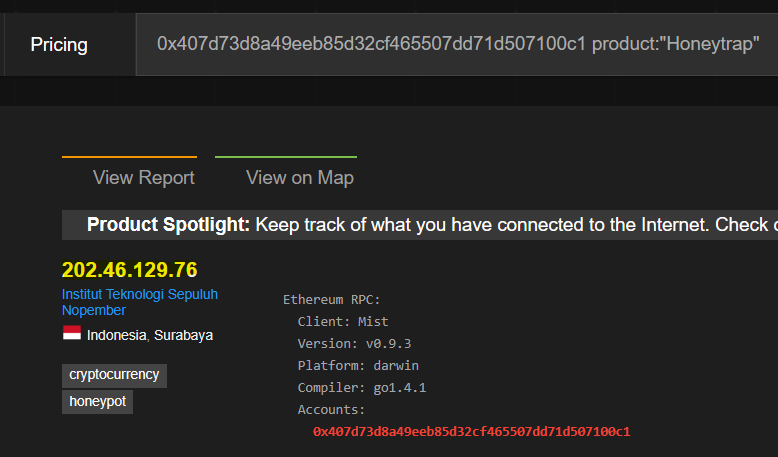 Pricing
0x407d73d8a49eeb85d32cf465507dd71d507100c1 product:"Honeytrap"
View Report
View on Map
Product Spotlight: Keep track of what you have connected to the Internet. Check
202.46.129.76
Institut Teknologi Sepuluh
Nopember
Indonesia, Surabaya
cryptocurrency
honeypot
Ethereum RPC:
Client: Mist
Version: v0.9.3
Platform: darwin
Compiler: go1.4.1
Accounts:
0x407d73d8a49eeb85d32cf465507dd71d507100c1